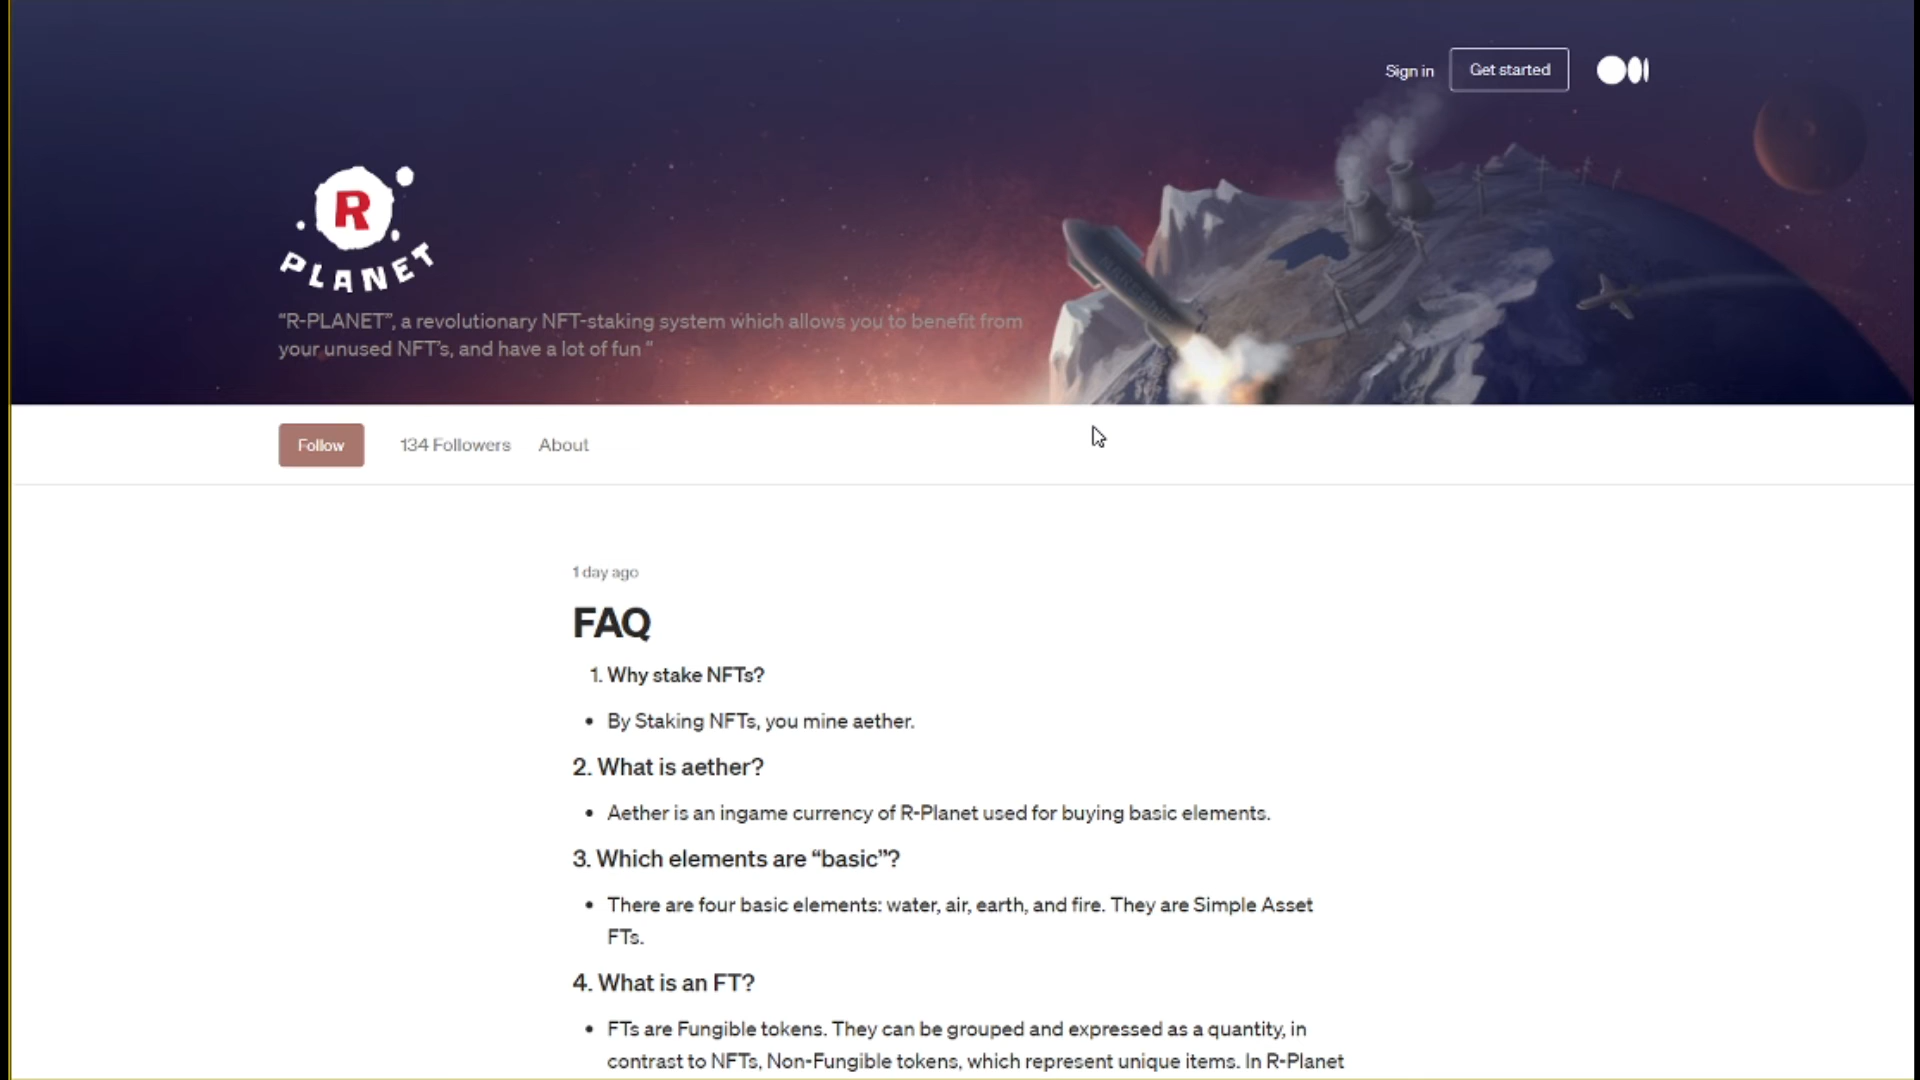 Sign in
Get started
R
PLANET
“R-PLANET”, a revolutionary NFT-staking system which allows you to benefit from
your unused NFT’s, and have a lot of fun “
Follow
134 Followers
About
1 day ago
FAQ
1. Why stake NFTs?
• By Staking NFTs, you mine aether.
2. What is aether?
• Aether is an ingame currency of R-Planet used for buying basic elements.
3. Which elements are “basic”?
• There are four basic elements: water, air, earth, and fire. They are Simple Asset
FTs.
4. What is an FT?
• FTs are Fungible tokens. They can be grouped and expressed as a quantity, in
contrast to NFTs, Non-Fungible tokens, which represent unique items. In R-Planet